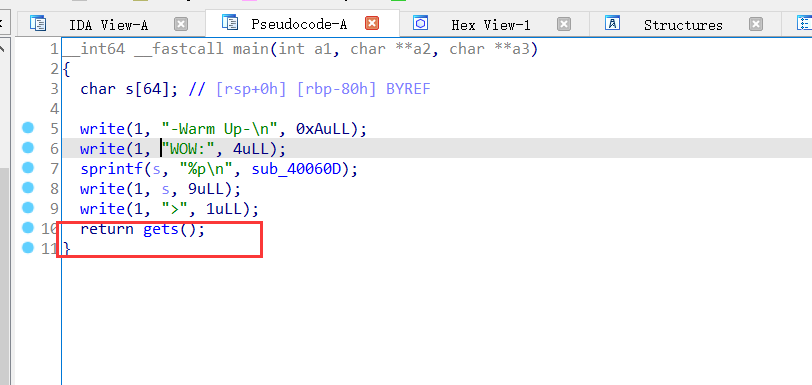 IDA View-A Pseudocode-A Hex View-1 Structures
1 __int64 __fastcall main(int a1, char **a2, char **a3)
2 {
3 char s[64]; // [rsp+0h] [rbp-80h] BYREF
4
5 write(1, "-Warm Up-\n", 0xAuLL);
6 write(1, "WOW:", 4uLL);
7 sprintf(s, "%p\n", sub_40060D);
8 write(1, s, 9uLL);
9 write(1, ">", 1uLL);
10 return gets();
11 }